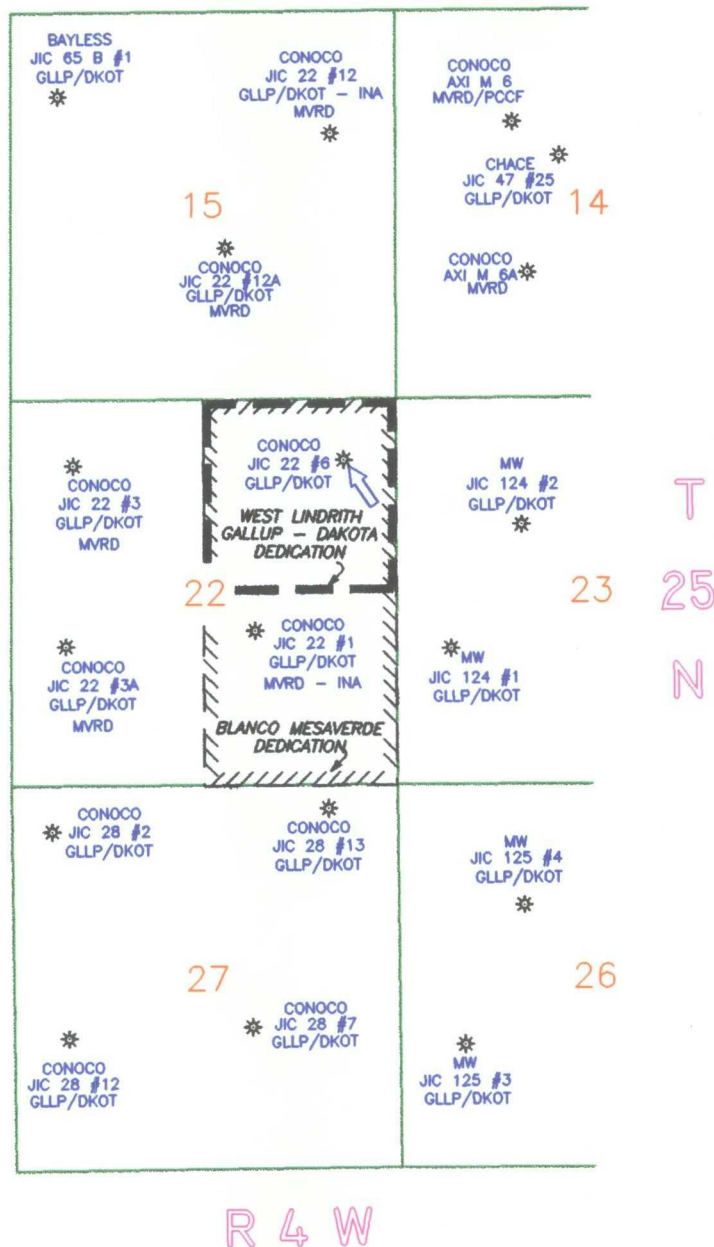 BAYLESS
JIC 65 B #1
GLLP/DKOT
CONOCO
JIC 22 #12
GLLP/DKOT - INA
MVRD
CONOCO
AXI M 6
MVRD/PCCF
CHACE
JIC 47 #25
GLLP/DKOT
14
15
CONOCO
JIC 22 #12A
GLLP/DKOT
MVRD
CONOCO
AXI M 6A
MVRD
CONOCO
JIC 22 #3
GLLP/DKOT
MVRD
CONOCO
JIC 22 #6
GLLP/DKOT
WEST LINDRITH
GALLUP - DAKOTA
DEDICATION
MW
JIC 124 #2
GLLP/DKOT
22
23
CONOCO
JIC 22 #3A
GLLP/DKOT
MVRD
CONOCO
JIC 22 #1
GLLP/DKOT
MVRD - INA
BLANCO MESAVERDE
DEDICATION
MW
JIC 124 #1
GLLP/DKOT
T
25
N
CONOCO
JIC 28 #2
GLLP/DKOT
CONOCO
JIC 28 #13
GLLP/DKOT
MW
JIC 125 #4
GLLP/DKOT
27
26
CONOCO
JIC 28 #12
GLLP/DKOT
CONOCO
JIC 28 #7
GLLP/DKOT
MW
JIC 125 #3
GLLP/DKOT
R 4 W